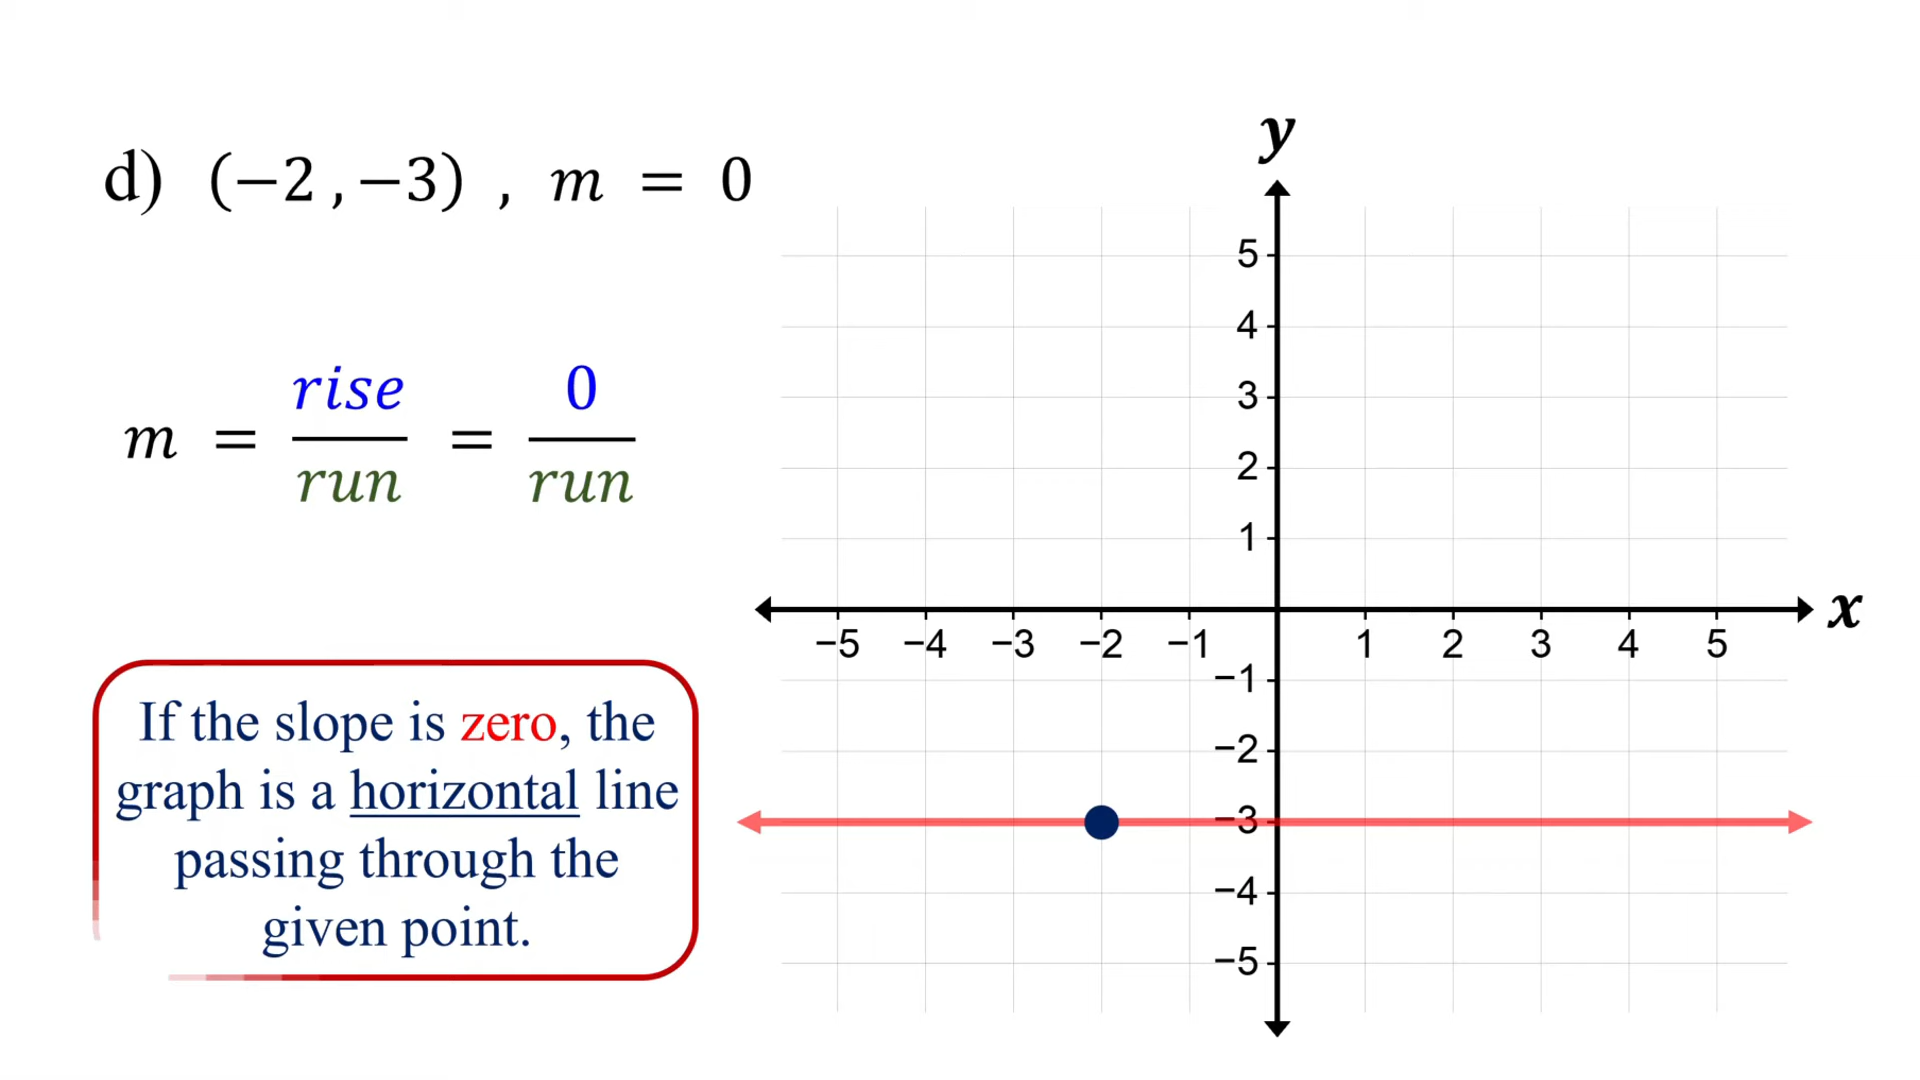 d) (−2 , −3) , m = 0
m = rise/run = 0/run
If the slope is zero, the
graph is a horizontal line
passing through the
given point.
y
5
4
3
2
1
x
−5 −4 −3 −2 −1 1 2 3 4 5
−1
−2
−3
−4
−5